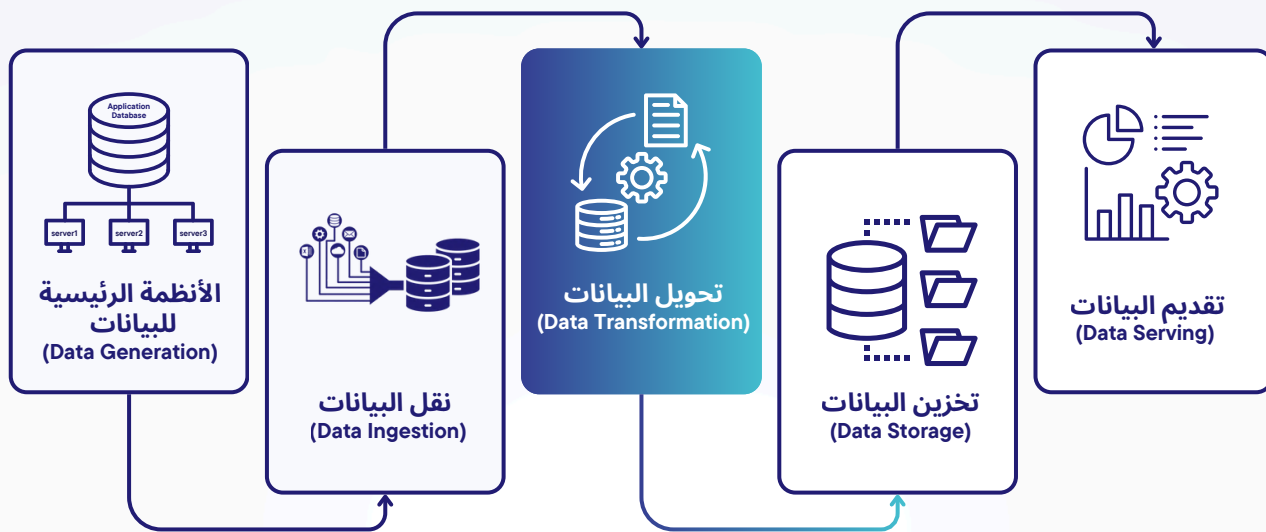 Application
Database
server1
server2
server3
الأنظمة الرئيسية
للبيانات
(Data Generation)
نقل البيانات
(Data Ingestion)
تحويل البيانات
(Data Transformation)
تخزين البيانات
(Data Storage)
تقديم البيانات
(Data Serving)